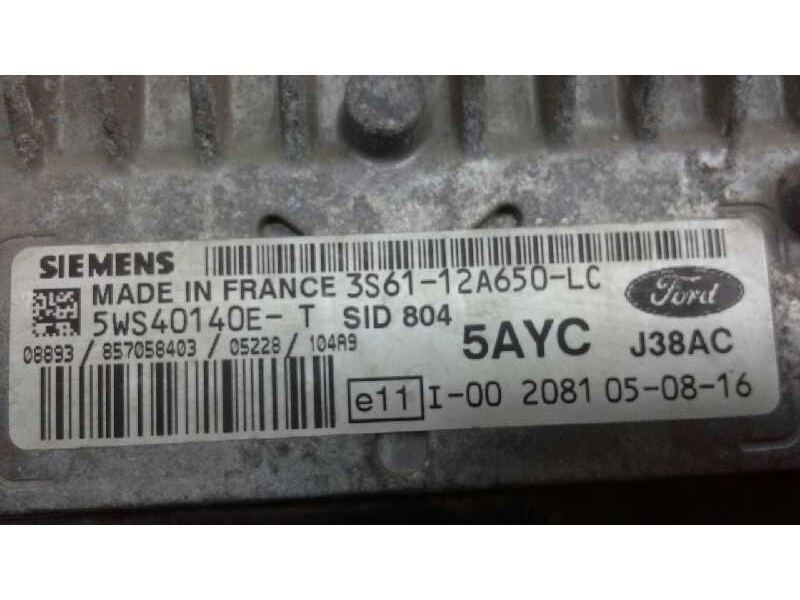 SIEMENS
MADE IN FRANCE 3S61-12A650-LC
Ford
5WS40140E- T SID 804
5AYC J38AC
08893/857058403/05228/104A9
e11 I-00 2081 05-08-16